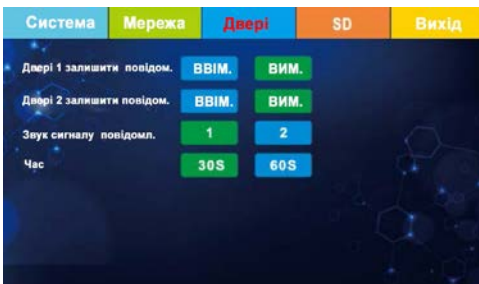 Система Мережа Двері SD Вихід
Двері 1 залишити повідом. ВВІМ. ВИМ.
Двері 2 залишити повідом. ВВІМ. ВИМ.
Звук сигналу повідомл. 1 2
Час 30S 60S